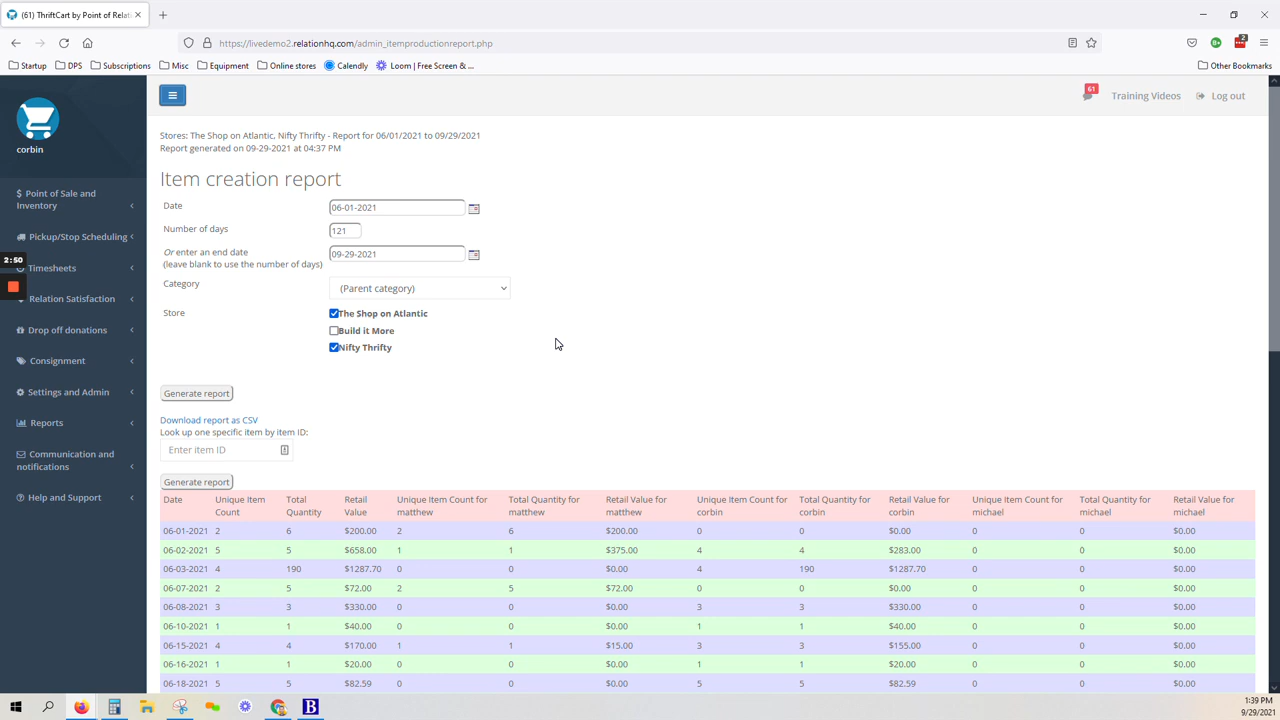 (61) ThriftCart by Point of Relati
https://livedemo2.relationhq.com/admin_itemproductionreport.php
2
Startup DPS Subscriptions Misc Equipment Online stores Calendly Loom | Free Screen & ... Other Bookmarks
61
Training Videos Log out
corbin
$ Point of Sale and
Inventory
Pickup/Stop Scheduling
2:50
Timesheets
Relation Satisfaction
Drop off donations
Consignment
Settings and Admin
Reports
Communication and
notifications
Help and Support
Stores: The Shop on Atlantic, Nifty Thrifty - Report for 06/01/2021 to 09/29/2021
Report generated on 09-29-2021 at 04:37 PM
Item creation report
Date 06-01-2021
Number of days 121
Or enter an end date 09-29-2021
(leave blank to use the number of days)
Category (Parent category)
Store The Shop on Atlantic
Build it More
Nifty Thrifty
Generate report
Download report as CSV
Look up one specific item by item ID:
Enter item ID
Generate report
Date Unique Item Total Retail Unique Item Count for Total Quantity for Retail Value for Unique Item Count for Total Quantity for Retail Value for Unique Item Count for Total Quantity for Retail Value for
Count Quantity Value matthew matthew matthew corbin corbin corbin michael michael michael
06-01-2021 2 6 $200.00 2 6 $200.00 0 0 $0.00 0 0 $0.00
06-02-2021 5 5 $658.00 1 1 $375.00 4 4 $283.00 0 0 $0.00
06-03-2021 4 190 $1287.70 0 0 $0.00 4 190 $1287.70 0 0 $0.00
06-07-2021 2 5 $72.00 2 5 $72.00 0 0 $0.00 0 0 $0.00
06-08-2021 3 3 $330.00 0 0 $0.00 3 3 $330.00 0 0 $0.00
06-10-2021 1 1 $40.00 0 0 $0.00 1 1 $40.00 0 0 $0.00
06-15-2021 4 4 $170.00 1 1 $15.00 3 3 $155.00 0 0 $0.00
06-16-2021 1 1 $20.00 0 0 $0.00 1 1 $20.00 0 0 $0.00
06-18-2021 5 5 $82.59 0 0 $0.00 5 5 $82.59 0 0 $0.00
B
1:39 PM
9/29/2021